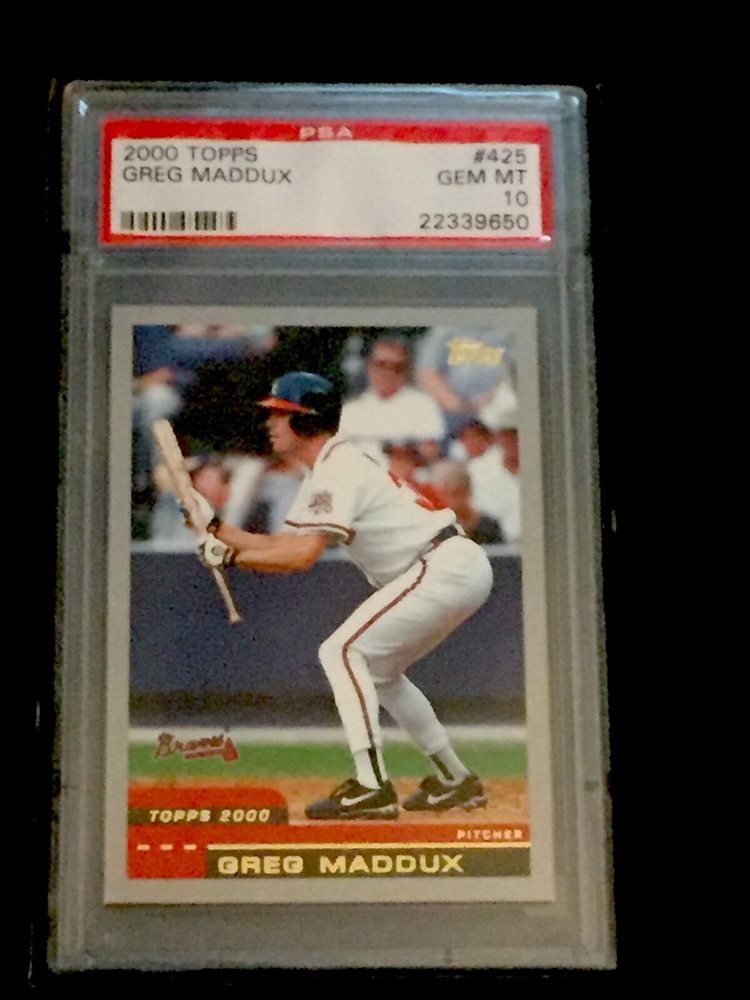 PSA
2000 TOPPS #425
GREG MADDUX GEM MT
10
22339650
Topps
Braves
TOPPS 2000
PITCHER
GREG MADDUX